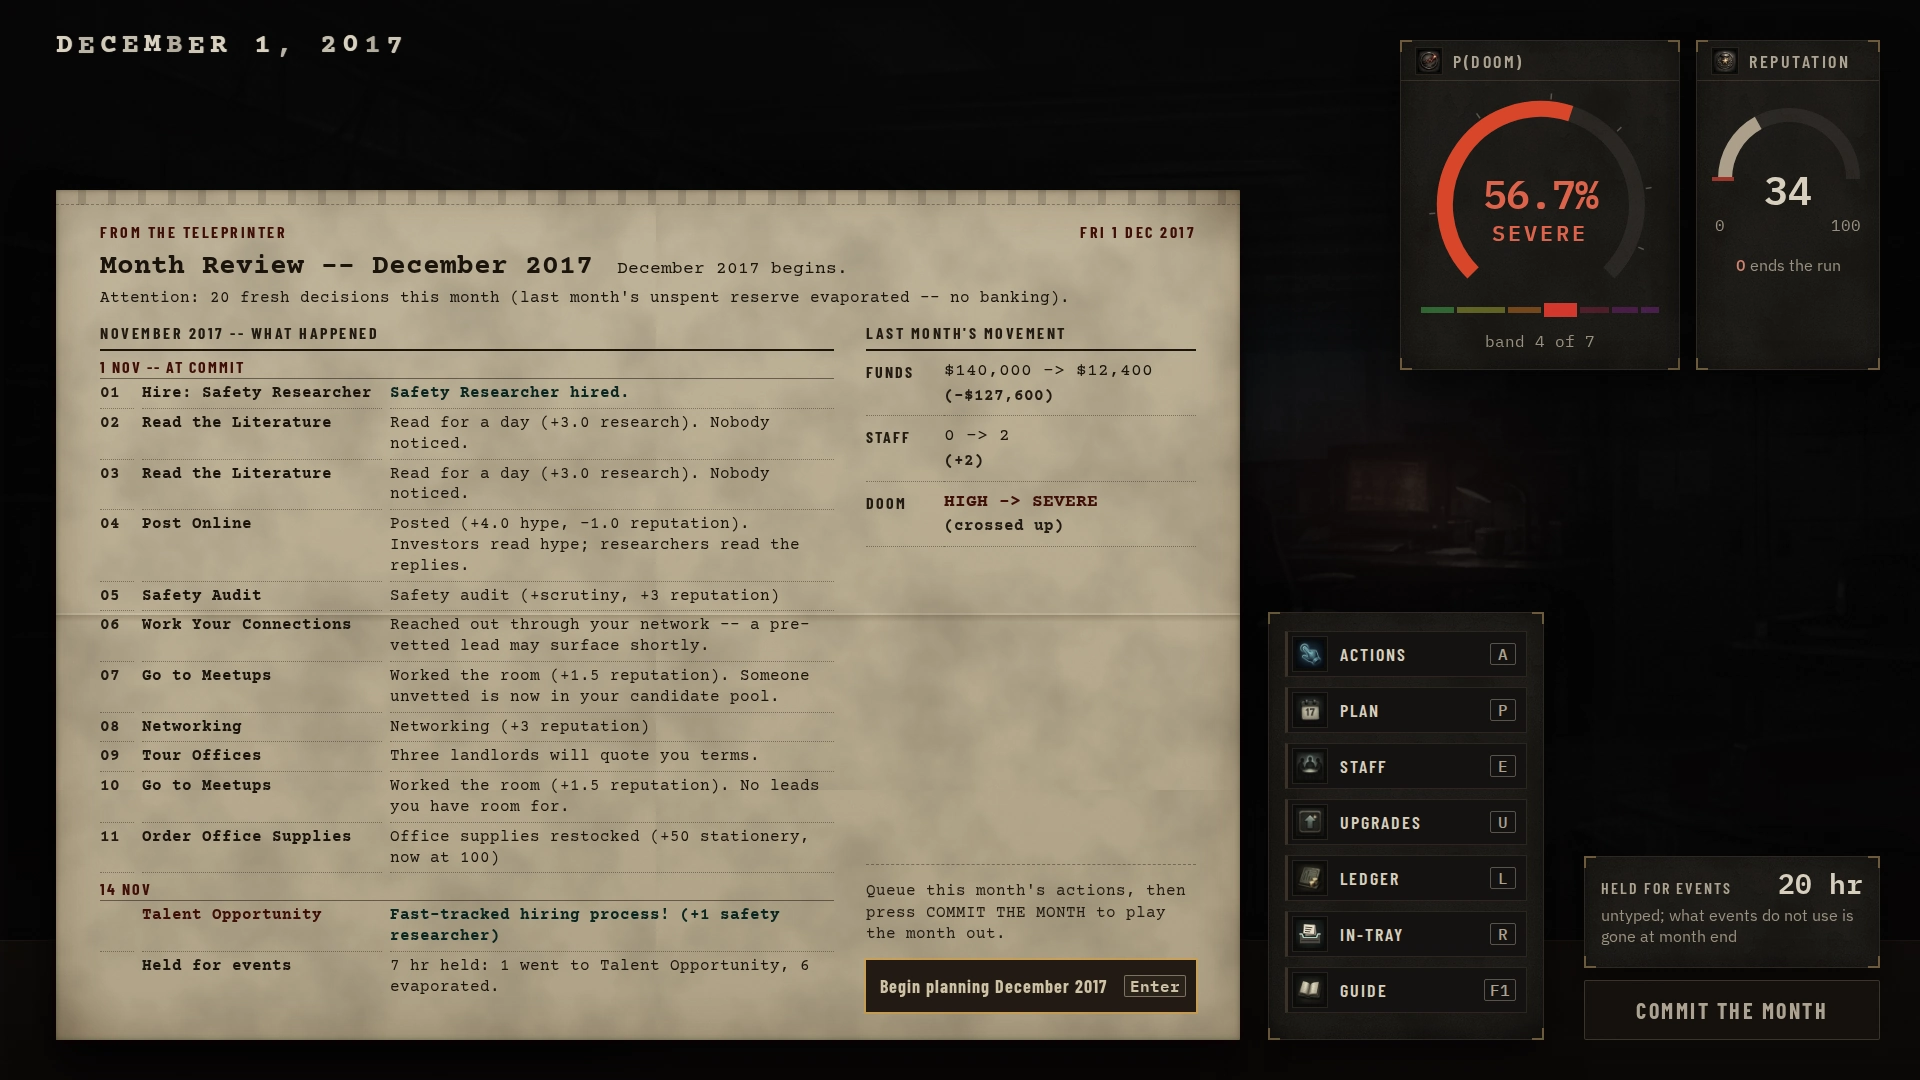 DECEMBER 1, 2017
P(DOOM)
56.7%
SEVERE
band 4 of 7
REPUTATION
34
0 100
0 ends the run
FROM THE TELEPRINTER
FRI 1 DEC 2017
Month Review -- December 2017 December 2017 begins.
Attention: 20 fresh decisions this month (last month's unspent reserve evaporated -- no banking).
NOVEMBER 2017 -- WHAT HAPPENED
1 NOV -- AT COMMIT
01 Hire: Safety Researcher Safety Researcher hired.
02 Read the Literature Read for a day (+3.0 research). Nobody
noticed.
03 Read the Literature Read for a day (+3.0 research). Nobody
noticed.
04 Post Online Posted (+4.0 hype, -1.0 reputation).
Investors read hype; researchers read the
replies.
05 Safety Audit Safety audit (+scrutiny, +3 reputation)
06 Work Your Connections Reached out through your network -- a pre-
vetted lead may surface shortly.
07 Go to Meetups Worked the room (+1.5 reputation). Someone
unvetted is now in your candidate pool.
08 Networking Networking (+3 reputation)
09 Tour Offices Three landlords will quote you terms.
10 Go to Meetups Worked the room (+1.5 reputation). No leads
you have room for.
11 Order Office Supplies Office supplies restocked (+50 stationery,
now at 100)
14 NOV
Talent Opportunity Fast-tracked hiring process! (+1 safety
researcher)
Held for events 7 hr held: 1 went to Talent Opportunity, 6
evaporated.
LAST MONTH'S MOVEMENT
FUNDS $140,000 -> $12,400
(-$127,600)
STAFF 0 -> 2
(+2)
DOOM HIGH -> SEVERE
(crossed up)
Queue this month's actions, then
press COMMIT THE MONTH to play
the month out.
Begin planning December 2017 Enter
ACTIONS A
PLAN P
17
STAFF E
UPGRADES U
LEDGER L
IN-TRAY R
GUIDE F1
HELD FOR EVENTS 20 hr
untyped; what events do not use is
gone at month end
COMMIT THE MONTH